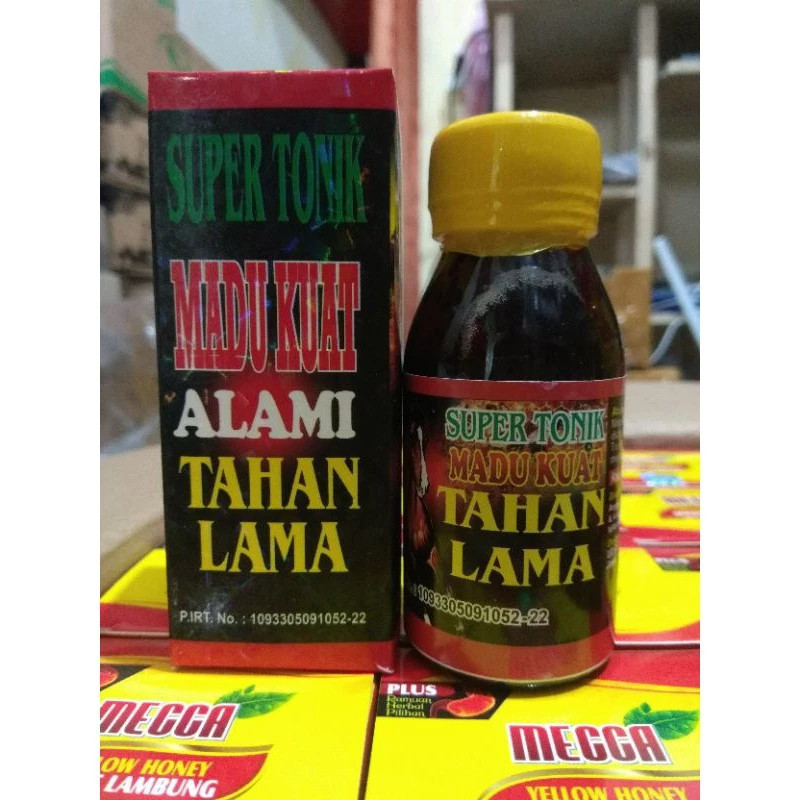 SUPER TONIK
MADU KUAT
ALAMI
TAHAN
LAMA
P.IRT. No. : 1093305091052-22
SUPER TONIK
MADU KUAT
TAHAN
LAMA
: 1093305091052-22
MECCA
YELLOW HONEY
LAMBUNG
PLUS
Ramuan
Herbal
Pilihan
MECCA
YELLOW HONEY